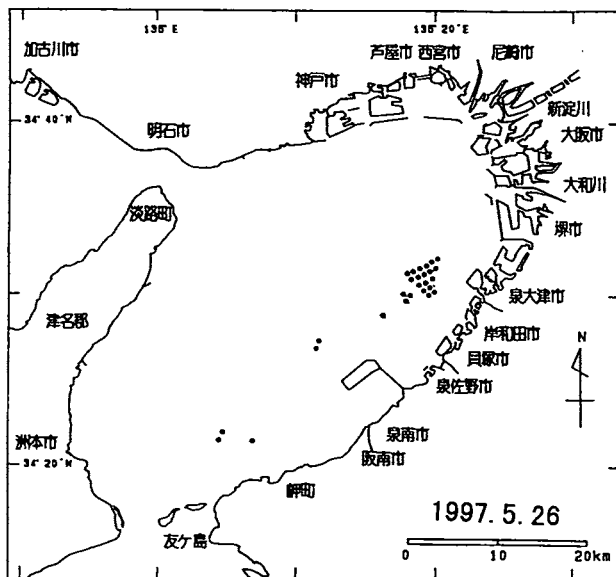 135°E
135°20'E
加古川市
芦屋市 西宮市 尼崎市
神戸市
新淀川
34°40'N
明石市
大阪市
大和川
淡路町
堺市
泉大津市
津名郡
岸和田市
N
貝塚市
泉佐野市
洲本市
泉南市
34°20'N
阪南市
岬町
友ケ島
1997.5.26
0 10 20km